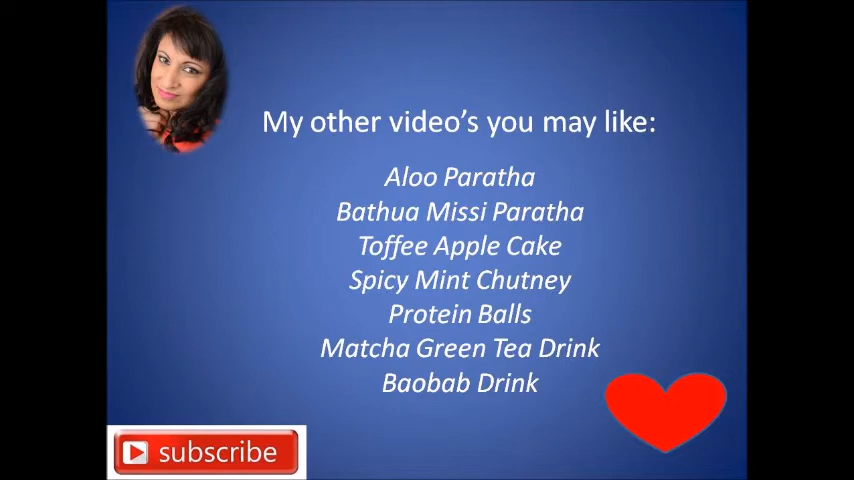 My other video's you may like:
Aloo Paratha
Bathua Missi Paratha
Toffee Apple Cake
Spicy Mint Chutney
Protein Balls
Matcha Green Tea Drink
Baobab Drink
subscribe